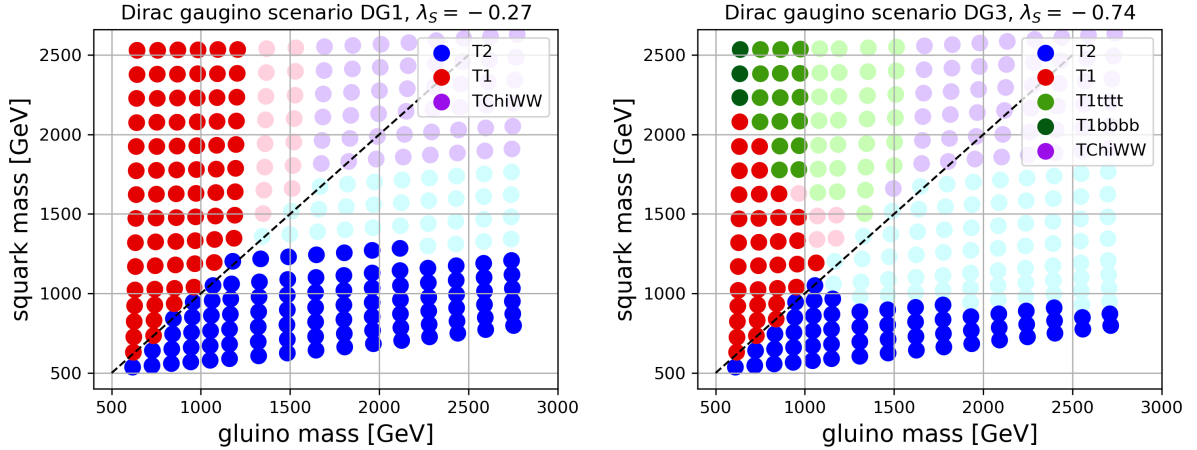 Dirac gaugino scenario DG1, λ_S = −0.27
squark mass [GeV]
2500
2000
1500
1000
500
500 1000 1500 2000 2500 3000
gluino mass [GeV]
T2
T1
TChiWW
Dirac gaugino scenario DG3, λ_S = −0.74
squark mass [GeV]
2500
2000
1500
1000
500
500 1000 1500 2000 2500 3000
gluino mass [GeV]
T2
T1
T1tttt
T1bbbb
TChiWW